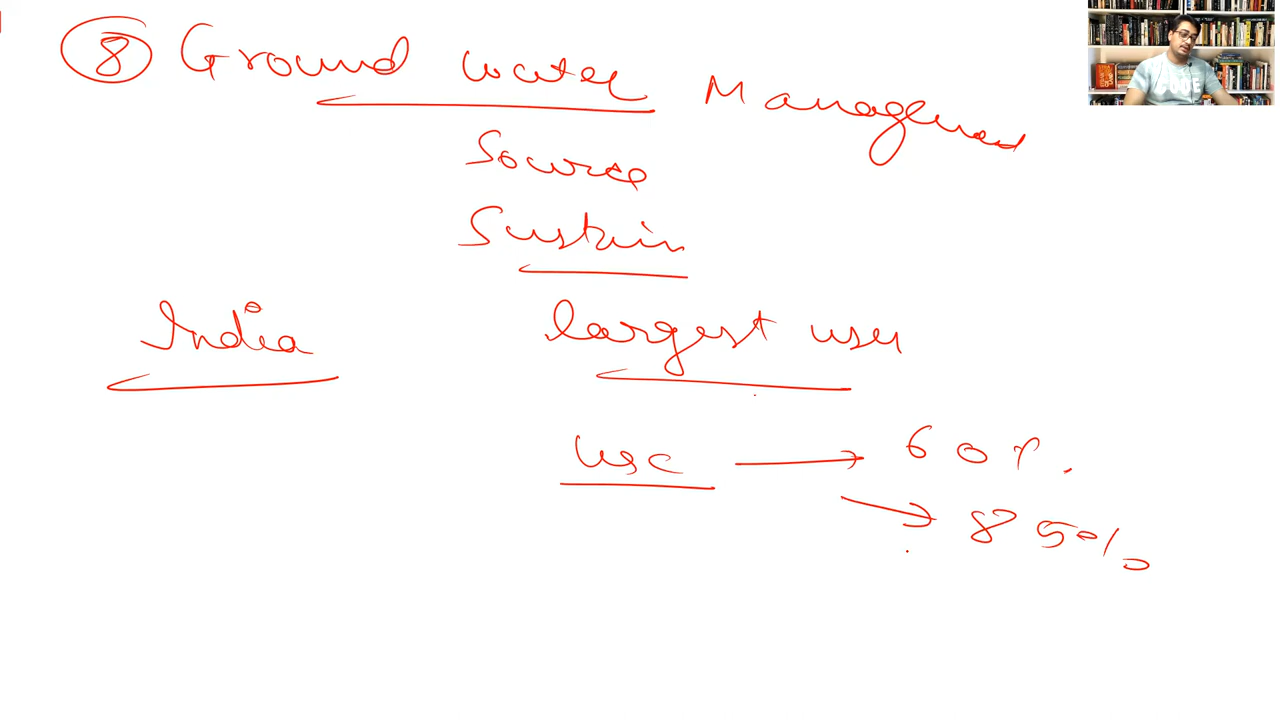 8 Ground water Management
Source
Sustain
India largest user
use → 60%
→ 85%